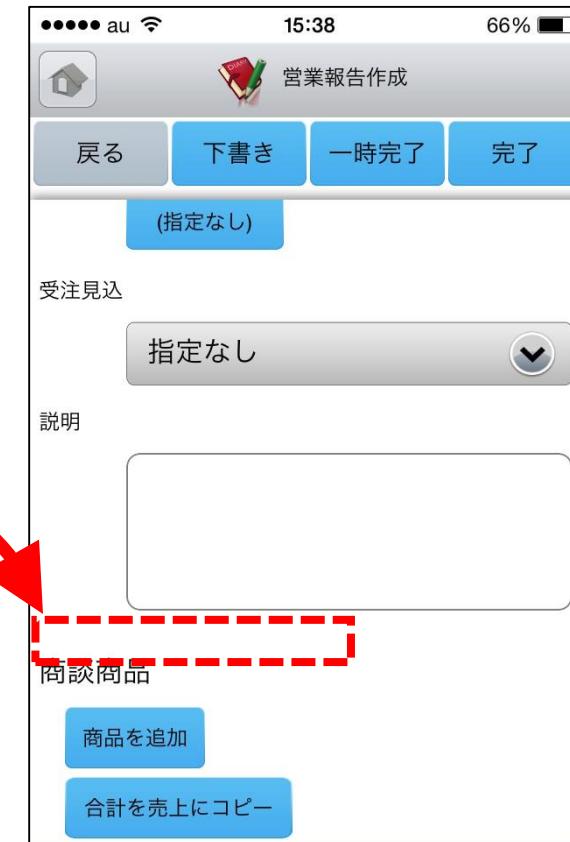 au 15:38 66%
DIARY 営業報告作成
戻る 下書き 一時完了 完了
(指定なし)
受注見込
指定なし
説明
商談商品
商品を追加
合計を売上にコピー